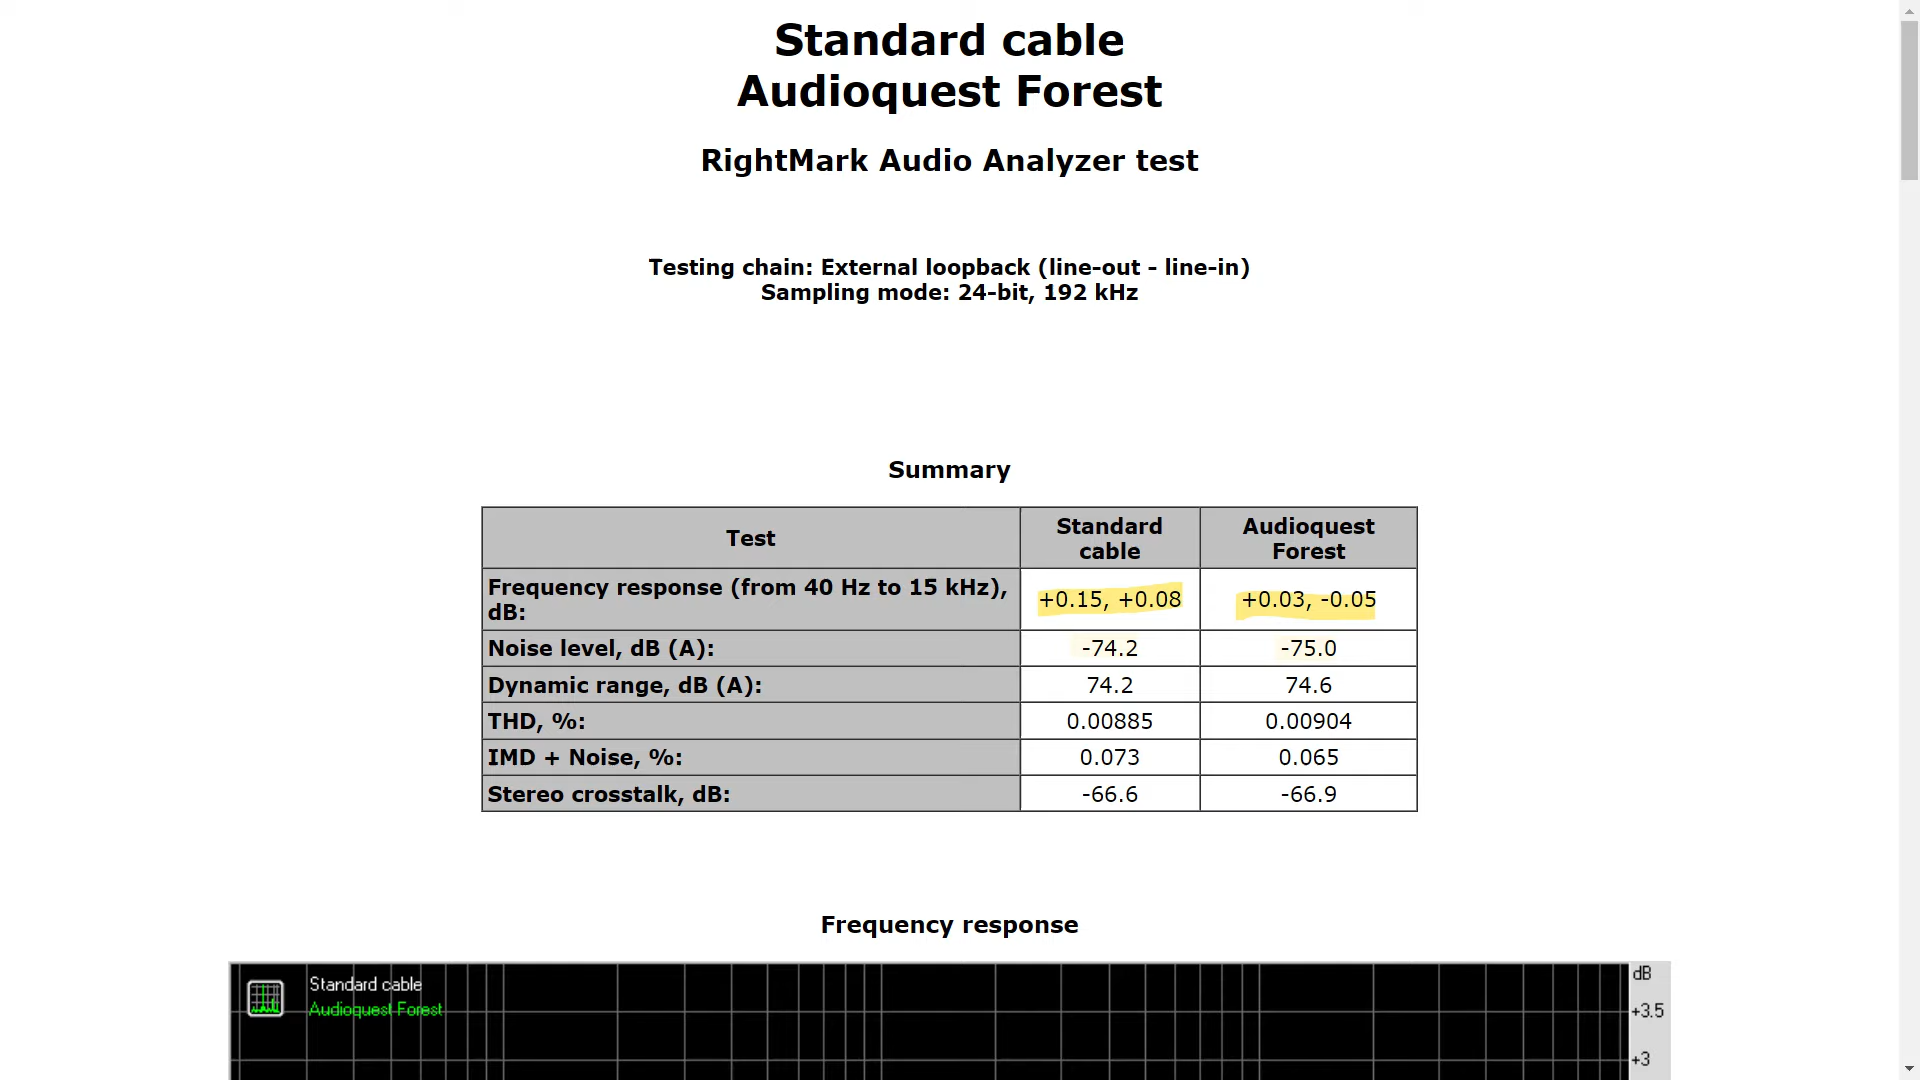 Standard cable
Audioquest Forest
RightMark Audio Analyzer test
Testing chain: External loopback (line-out - line-in)
Sampling mode: 24-bit, 192 kHz
Summary
Test Standard cable Audioquest Forest
Frequency response (from 40 Hz to 15 kHz), dB: +0.15, +0.08 +0.03, -0.05
Noise level, dB (A): -74.2 -75.0
Dynamic range, dB (A): 74.2 74.6
THD, %: 0.00885 0.00904
IMD + Noise, %: 0.073 0.065
Stereo crosstalk, dB: -66.6 -66.9
Frequency response
Standard cable
Audioquest Forest
dB
+3.5
+3